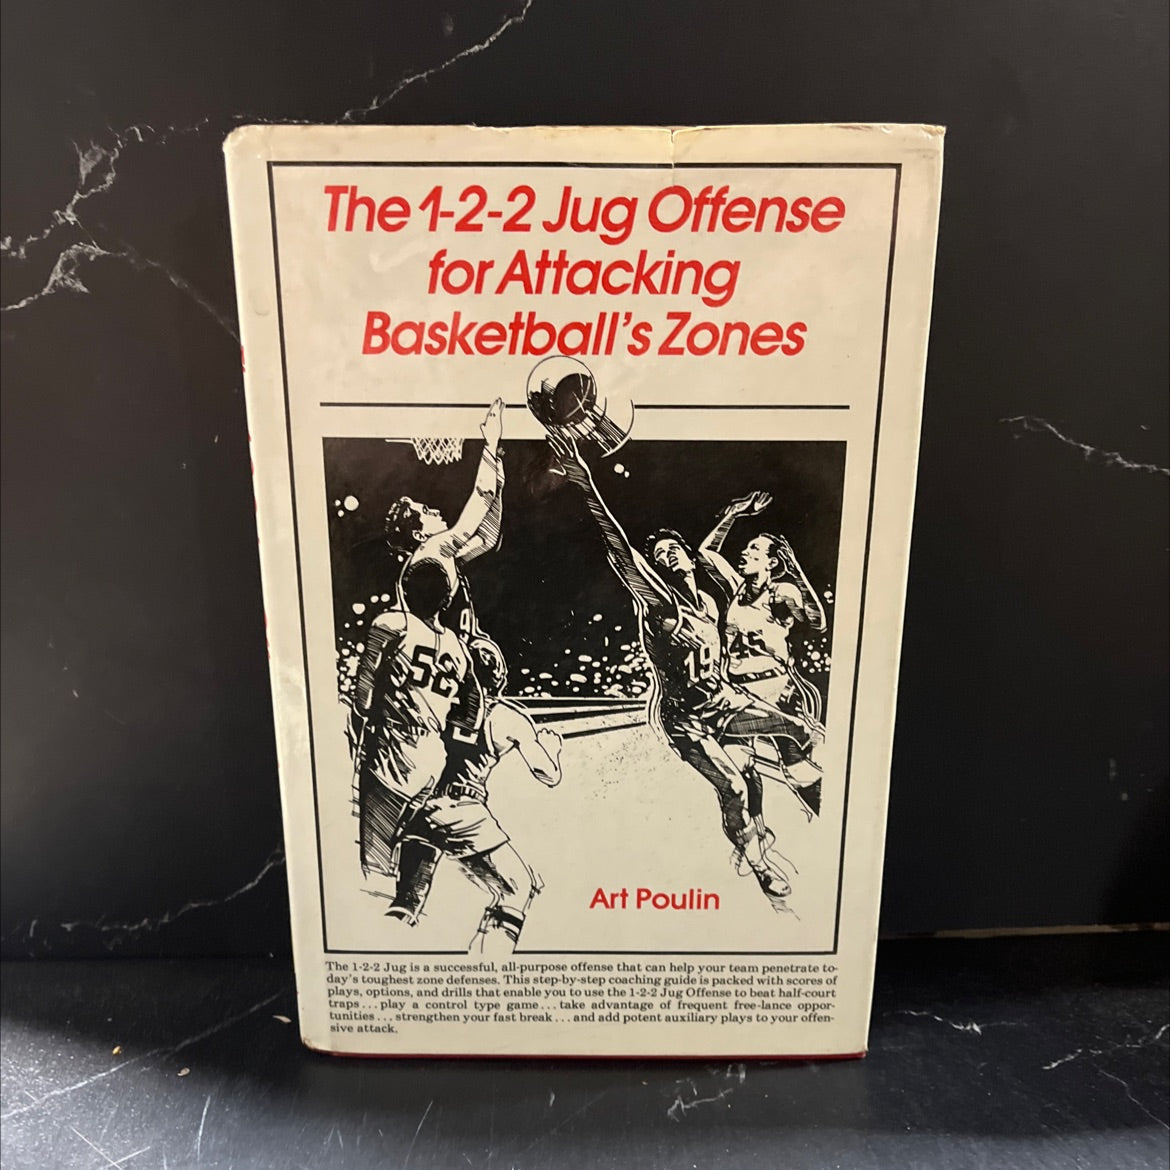 The 1-2-2 Jug Offense
for Attacking
Basketball's Zones
52
19
Art Poulin
The 1-2-2 Jug is a successful, all-purpose offense that can help your team penetrate to-
day's toughest zone defenses. This step-by-step coaching guide is packed with scores of
plays, options, and drills that enable you to use the 1-2-2 Jug Offense to beat half-court
traps . . . play a control type game . . . take advantage of frequent free-lance oppor-
tunities . . . strengthen your fast break . . . and add potent auxiliary plays to your offen-
sive attack.